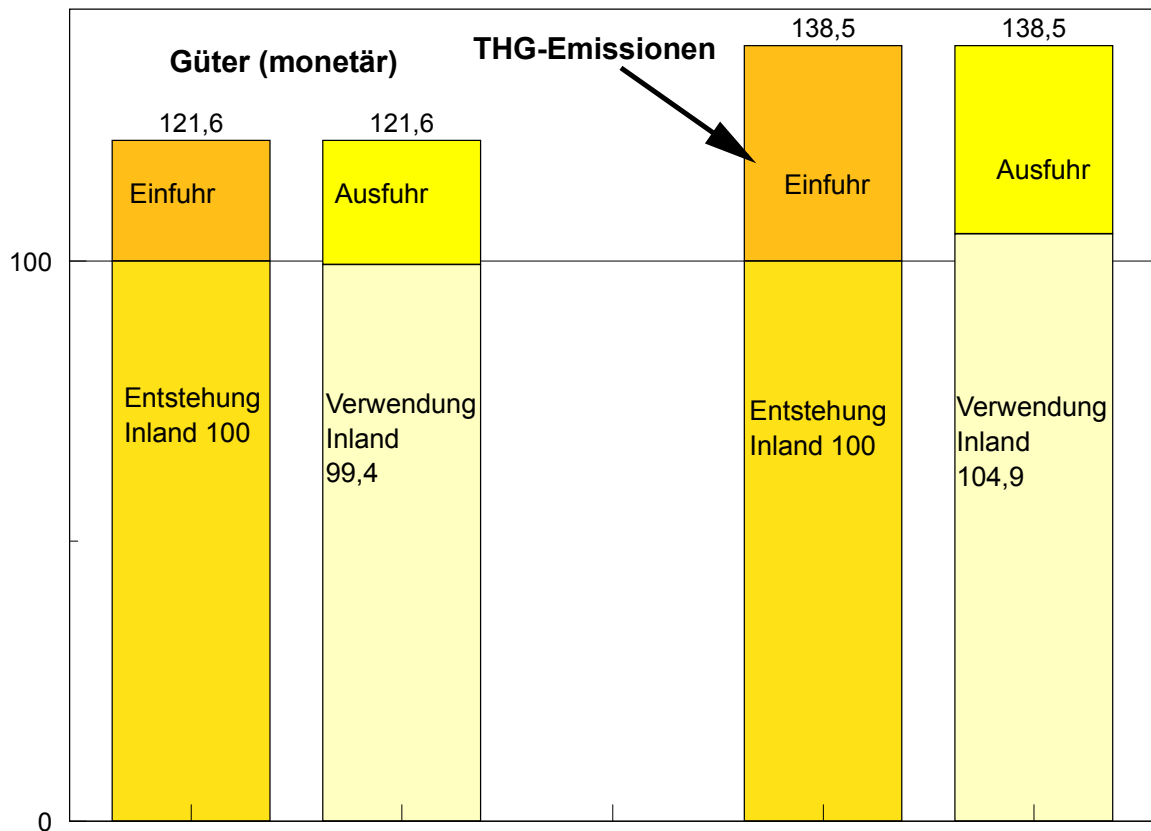 Güter (monetär)
THG-Emissionen
121,6
121,6
138,5
138,5
Einfuhr
Ausfuhr
Einfuhr
Ausfuhr
100
Entstehung
Inland 100
Verwendung
Inland
99,4
Entstehung
Inland 100
Verwendung
Inland
104,9
0